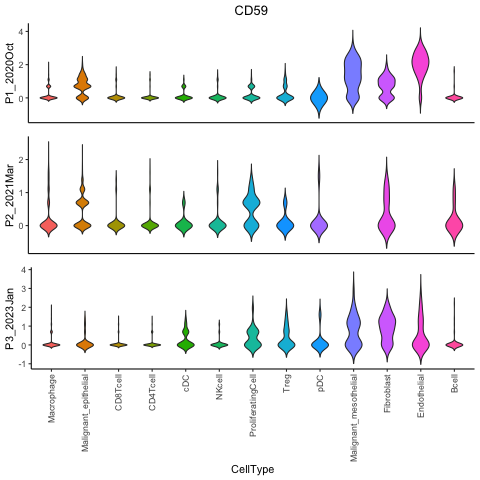 CD59
P1_2020Oct
4
2
0
P2_2021Mar
2
1
0
P3_2023Jan
4
3
2
1
0
-1
Macrophage
Malignant_epithelial
CD8Tcell
CD4Tcell
cDC
NKcell
ProliferatingCell
Treg
pDC
Malignant_mesothelial
Fibroblast
Endothelial
Bcell
CellType